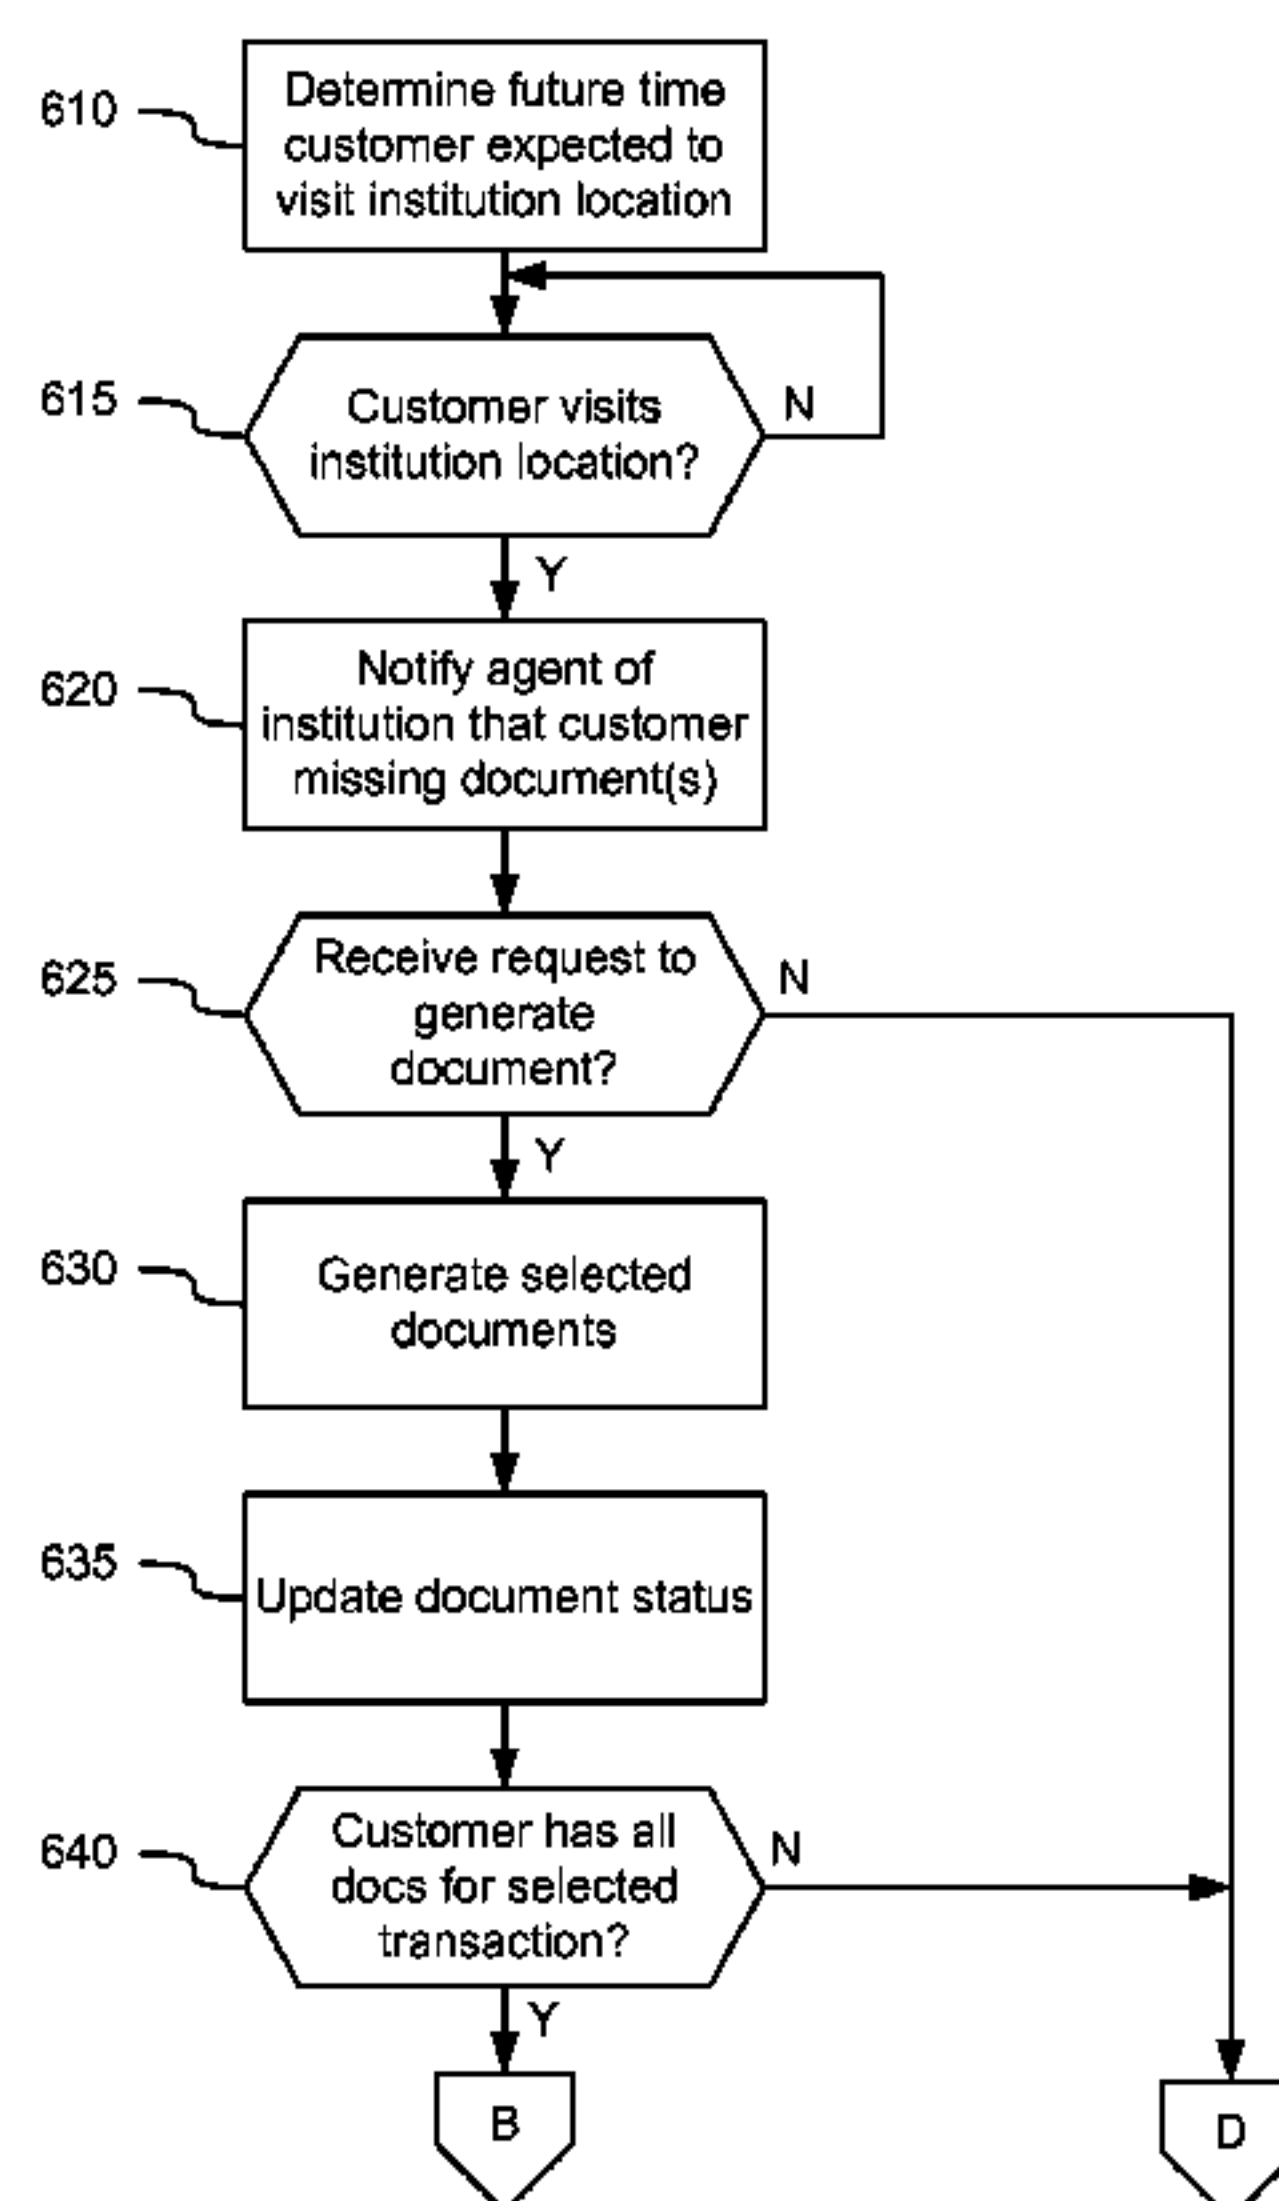 610
Determine future time
customer expected to
visit institution location
615
Customer visits
institution location?
N
Y
620
Notify agent of
institution that customer
missing document(s)
625
Receive request to
generate
document?
N
Y
630
Generate selected
documents
635
Update document status
640
Customer has all
docs for selected
transaction?
N
Y
B
D